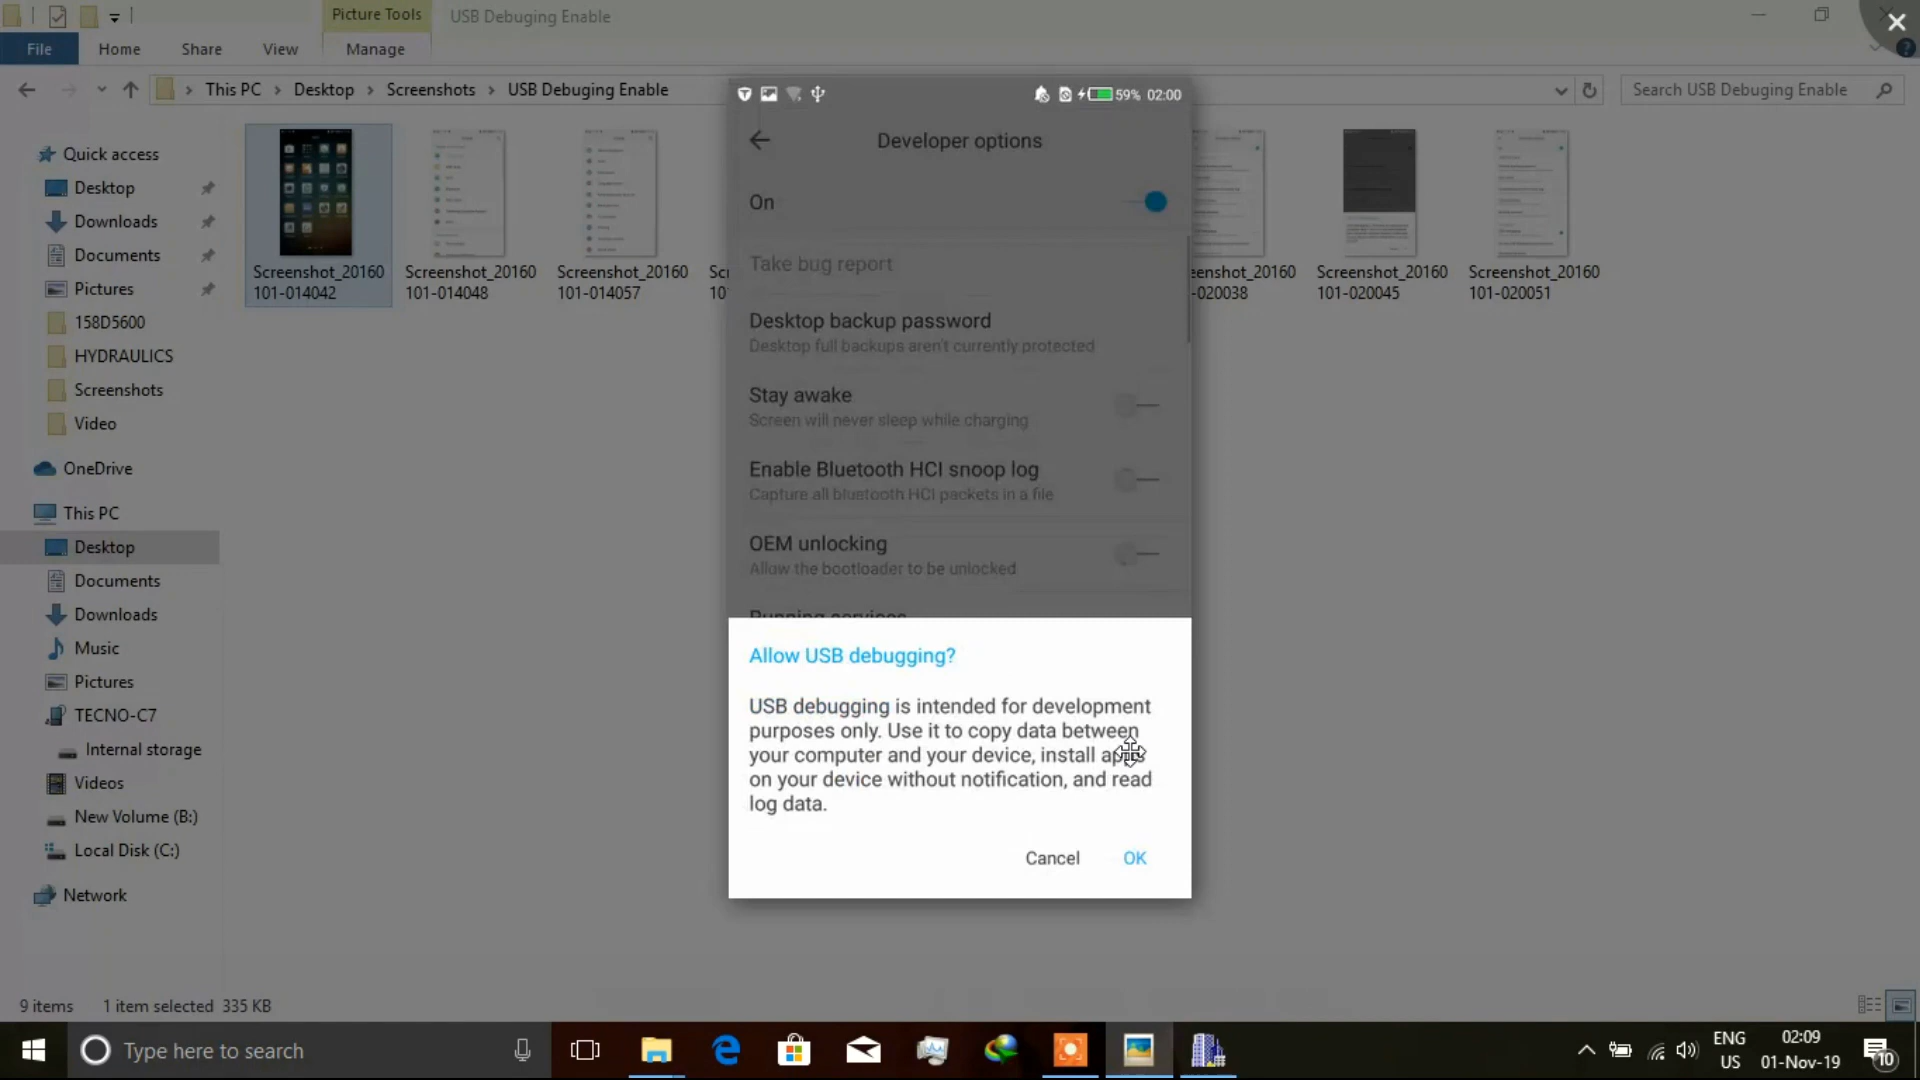 Picture Tools
USB Debuging Enable
File
Home
Share
View
Manage
This PC
Desktop
Screenshots
USB Debuging Enable
Search USB Debuging Enable
Quick access
Desktop
Downloads
Documents
Pictures
158D5600
HYDRAULICS
Screenshots
Video
OneDrive
This PC
Desktop
Documents
Downloads
Music
Pictures
TECNO-C7
Internal storage
Videos
New Volume (B:)
Local Disk (C:)
Network
Screenshot_20160
101-014042
Screenshot_20160
101-014048
Screenshot_20160
101-014057
Sc
10
enshot_20160
-020038
Screenshot_20160
101-020045
Screenshot_20160
101-020051
59% 02:00
Developer options
On
Take bug report
Desktop backup password
Desktop full backups aren't currently protected
Stay awake
Screen will never sleep while charging
Enable Bluetooth HCI snoop log
Capture all bluetooth HCI packets in a file
OEM unlocking
Allow the bootloader to be unlocked
Running services
Allow USB debugging?
USB debugging is intended for development
purposes only. Use it to copy data between
your computer and your device, install apps
on your device without notification, and read
log data.
Cancel
OK
9 items
1 item selected 335 KB
Type here to search
ENG
US
02:09
01-Nov-19
10